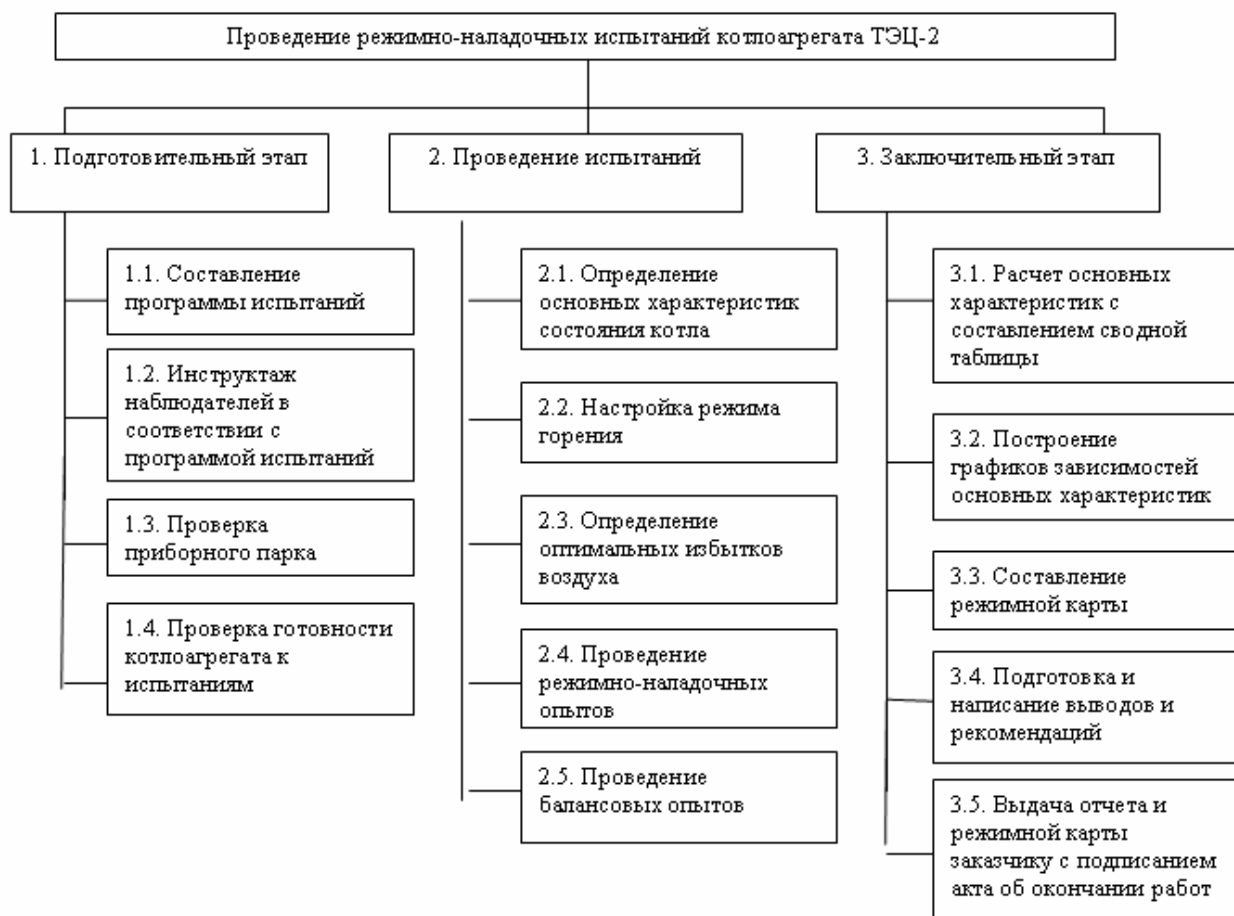 Проведение режимно-наладочных испытаний котлоагрегата ТЭЦ-2
1. Подготовительный этап
1.1. Составление
программы испытаний
1.2. Инструктаж
наблюдателей в
соответствии с
программой испытаний
1.3. Проверка
приборного парка
1.4. Проверка готовности
котлоагрегата к
испытаниям
2. Проведение испытаний
2.1. Определение
основных характеристик
состояния котла
2.2. Настройка режима
горения
2.3. Определение
оптимальных избытков
воздуха
2.4. Проведение
режимно-наладочных
опытов
2.5. Проведение
балансовых опытов
3. Заключительный этап
3.1. Расчет основных
характеристик с
составлением сводной
таблицы
3.2. Построение
графиков зависимостей
основных характеристик
3.3. Составление
режимной карты
3.4. Подготовка и
написание выводов и
рекомендаций
3.5. Выдача отчета и
режимной карты
заказчику с подписанием
акта об окончании работ